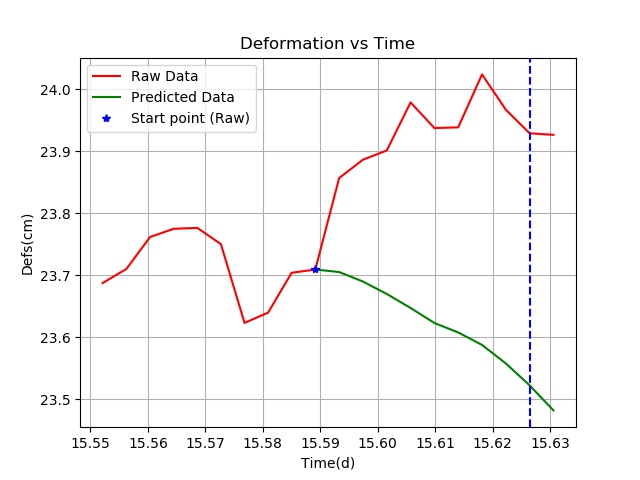 Deformation vs Time
Raw Data
Predicted Data
Start point (Raw)
Defs(cm)
24.0
23.9
23.8
23.7
23.6
23.5
15.55 15.56 15.57 15.58 15.59 15.60 15.61 15.62 15.63
Time(d)